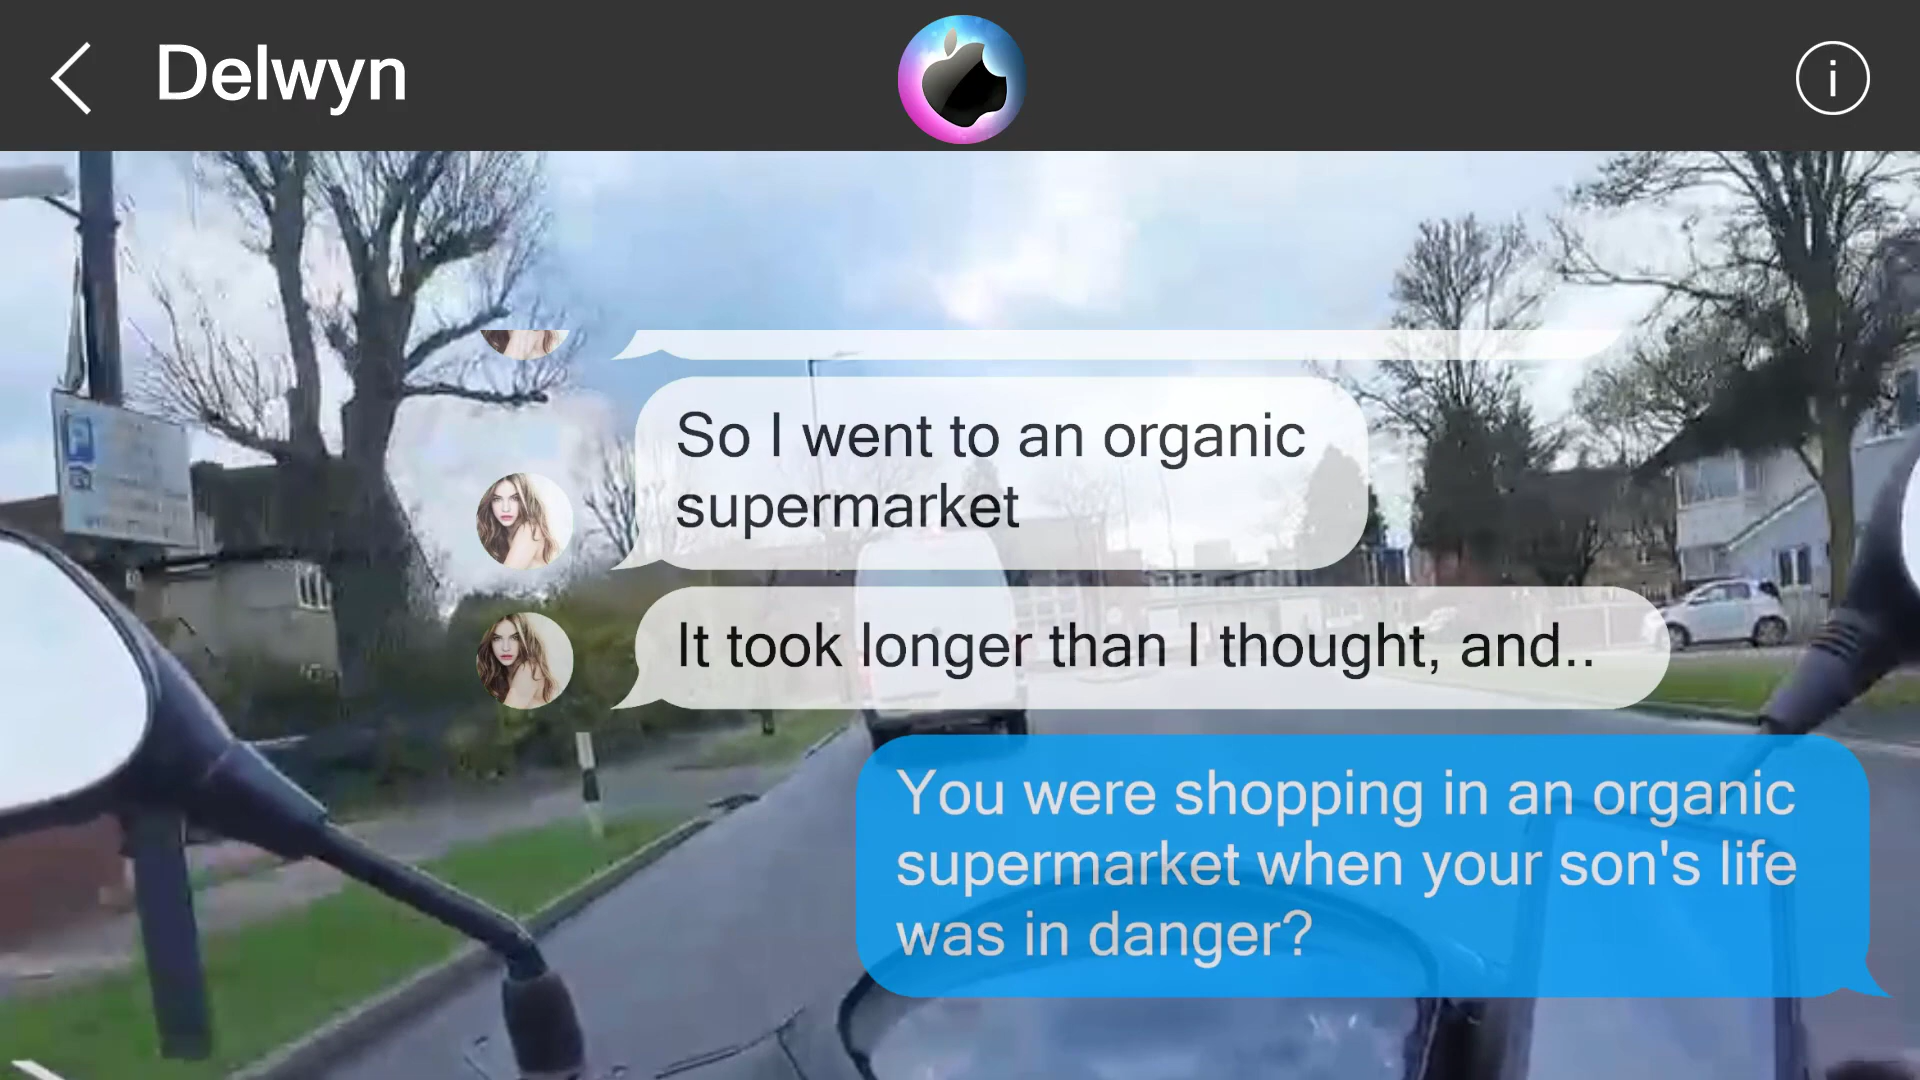 Delwyn
i
P
So I went to an organic
supermarket
It took longer than I thought, and..
You were shopping in an organic
supermarket when your son's life
was in danger?